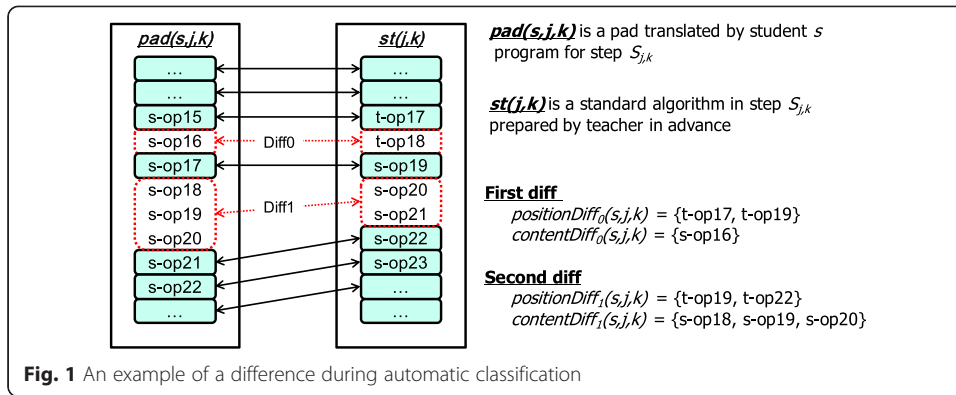 pad(s,j,k)
…
…
s-op15
s-op16
s-op17
s-op18
s-op19
s-op20
s-op21
s-op22
…
Diff0
Diff1
st(j,k)
…
…
t-op17
t-op18
s-op19
s-op20
s-op21
s-op22
s-op23
…
…
pad(s,j,k) is a pad translated by student s
program for step Sj,k
st(j,k) is a standard algorithm in step Sj,k
prepared by teacher in advance
First diff
positionDiff0(s,j,k) = {t-op17, t-op19}
contentDiff0(s,j,k) = {s-op16}
Second diff
positionDiff1(s,j,k) = {t-op19, t-op22}
contentDiff1(s,j,k) = {s-op18, s-op19, s-op20}
Fig. 1 An example of a difference during automatic classification